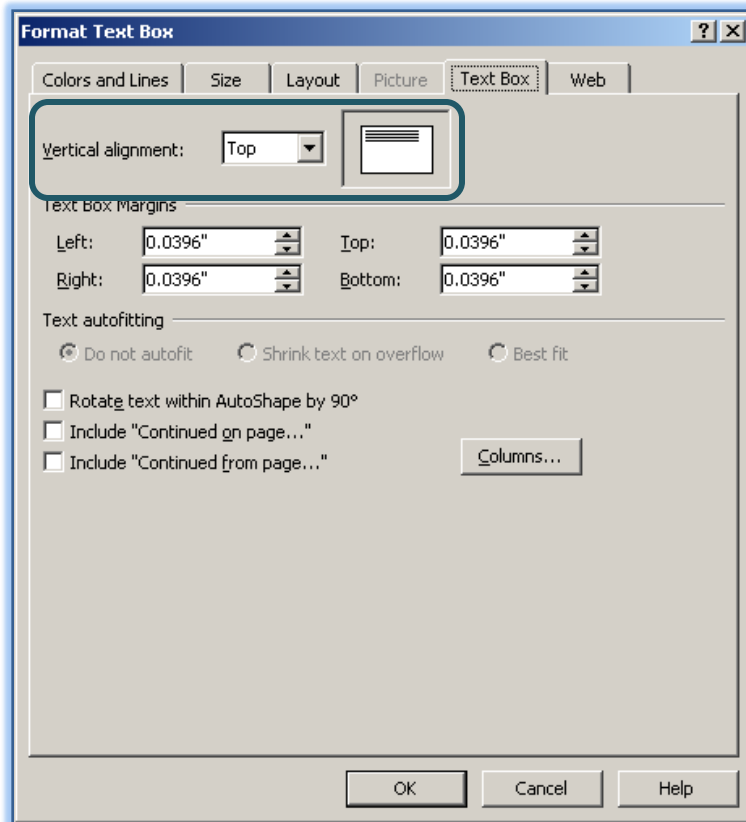 Format Text Box
Colors and Lines Size Layout Picture Text Box Web
Vertical alignment: Top
Text Box Margins
Left: 0.0396" Top: 0.0396"
Right: 0.0396" Bottom: 0.0396"
Text autofitting
Do not autofit Shrink text on overflow Best fit
Rotate text within AutoShape by 90°
Include "Continued on page..."
Include "Continued from page..." Columns...
OK Cancel Help